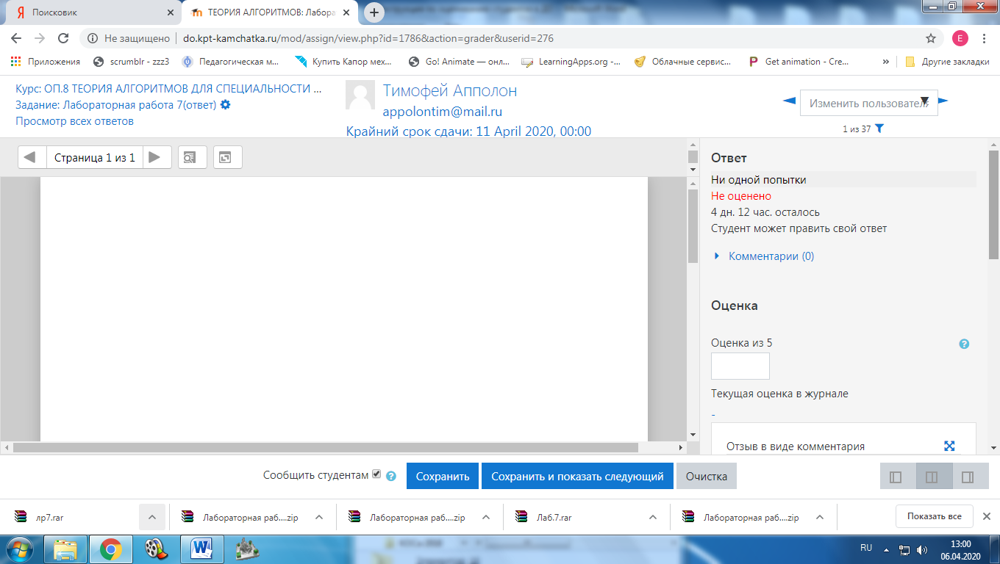 Поисковик
ТЕОРИЯ АЛГОРИТМОВ: Лабора
Не защищено
do.kpt-kamchatka.ru/mod/assign/view.php?id=1786&action=grader&userid=276
E
Приложения
scrumblr - zzz3
Педагогическая м...
Купить Капор мех...
Go! Animate — онл...
LearningApps.org -...
Облачные сервис...
Get animation - Cre...
»
Другие закладки
Курс: ОП.8 ТЕОРИЯ АЛГОРИТМОВ ДЛЯ СПЕЦИАЛЬНОСТИ ...
Задание: Лабораторная работа 7(ответ)
Просмотр всех ответов
Тимофей Апполон
appolontim@mail.ru
Крайний срок сдачи: 11 April 2020, 00:00
Изменить пользовател
1 из 37
Страница 1 из 1
Ответ
Ни одной попытки
Не оценено
4 дн. 12 час. осталось
Студент может править свой ответ
Комментарии (0)
Оценка
Оценка из 5
Текущая оценка в журнале
-
Отзыв в виде комментария
Сообщить студентам
Сохранить
Сохранить и показать следующий
Очистка
лр7.rar
Лабораторная раб....zip
Лабораторная раб....zip
Лаб.7.rar
Лабораторная раб....zip
Показать все
RU
13:00
06.04.2020